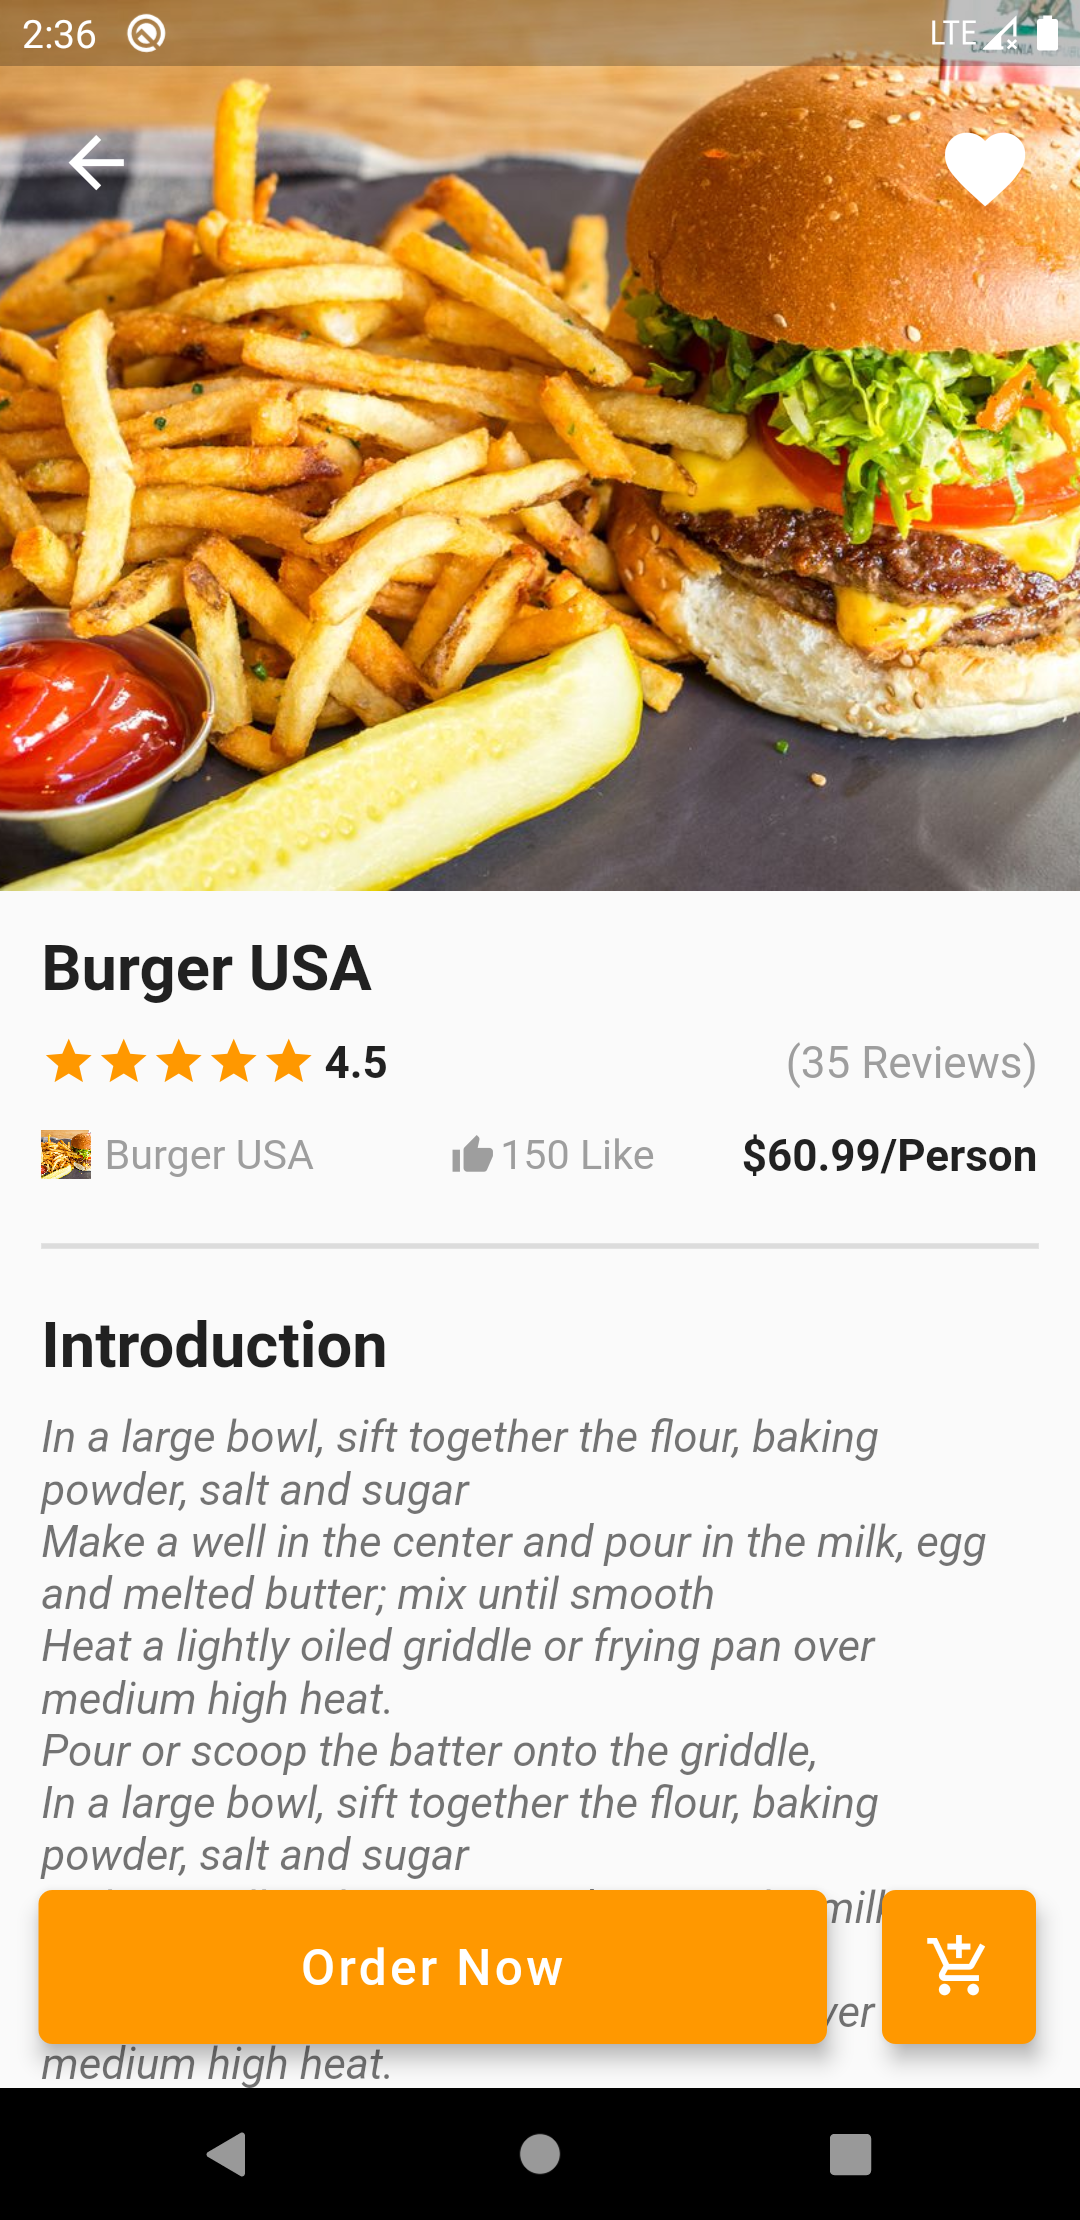 2:36
LTE
Burger USA
4.5
(35 Reviews)
Burger USA
150 Like
$60.99/Person
Introduction
In a large bowl, sift together the flour, baking
powder, salt and sugar
Make a well in the center and pour in the milk, egg
and melted butter; mix until smooth
Heat a lightly oiled griddle or frying pan over
medium high heat.
Pour or scoop the batter onto the griddle,
In a large bowl, sift together the flour, baking
powder, salt and sugar
Order Now
medium high heat.